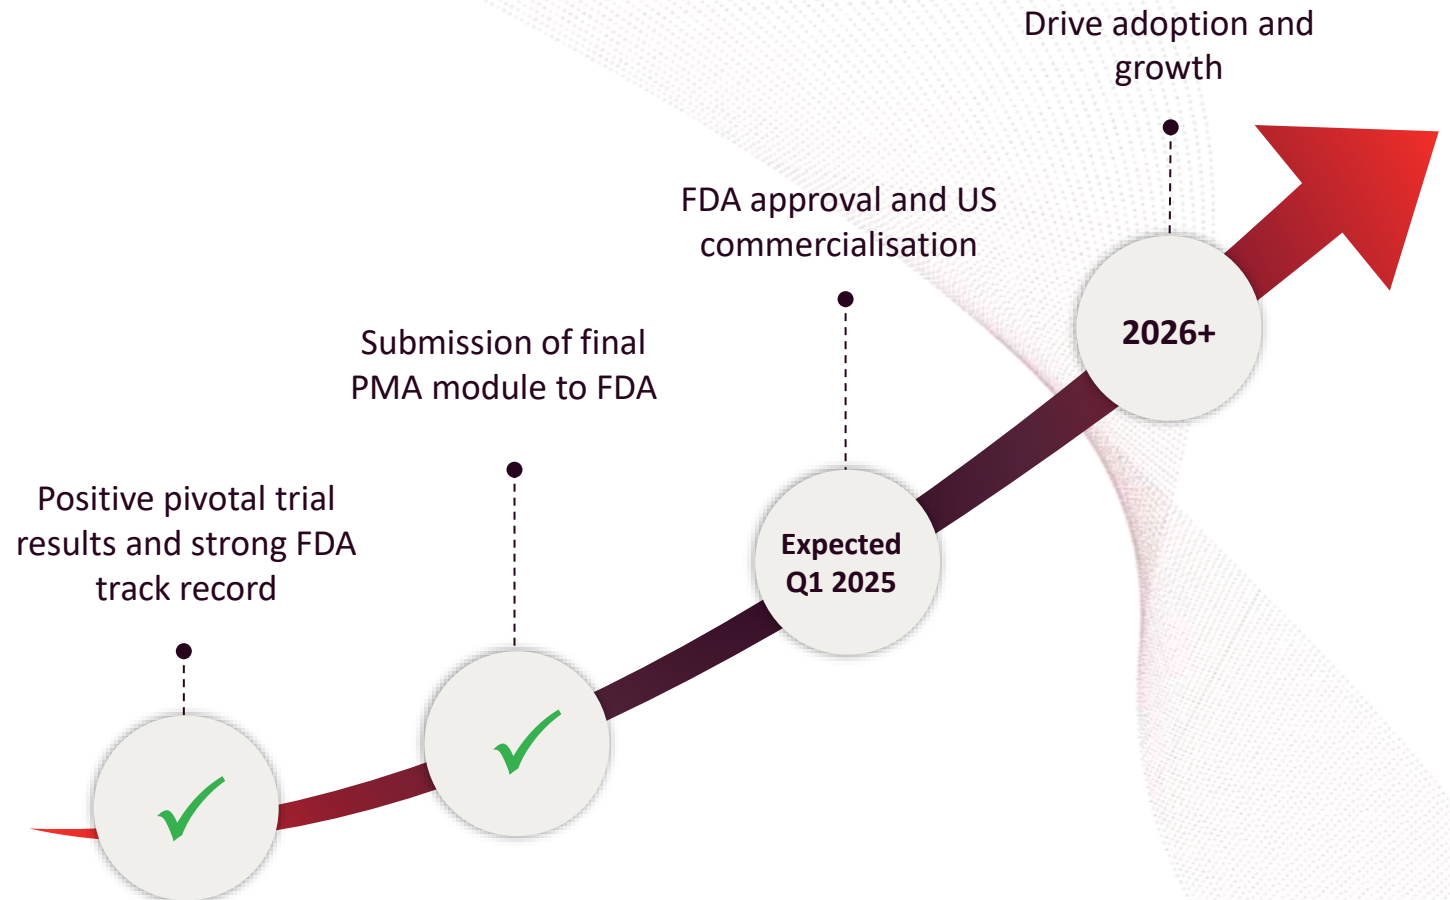 Drive adoption and
growth
FDA approval and US
commercialisation
Submission of final
PMA module to FDA
Positive pivotal trial
results and strong FDA
track record
2026+
Expected
Q1 2025